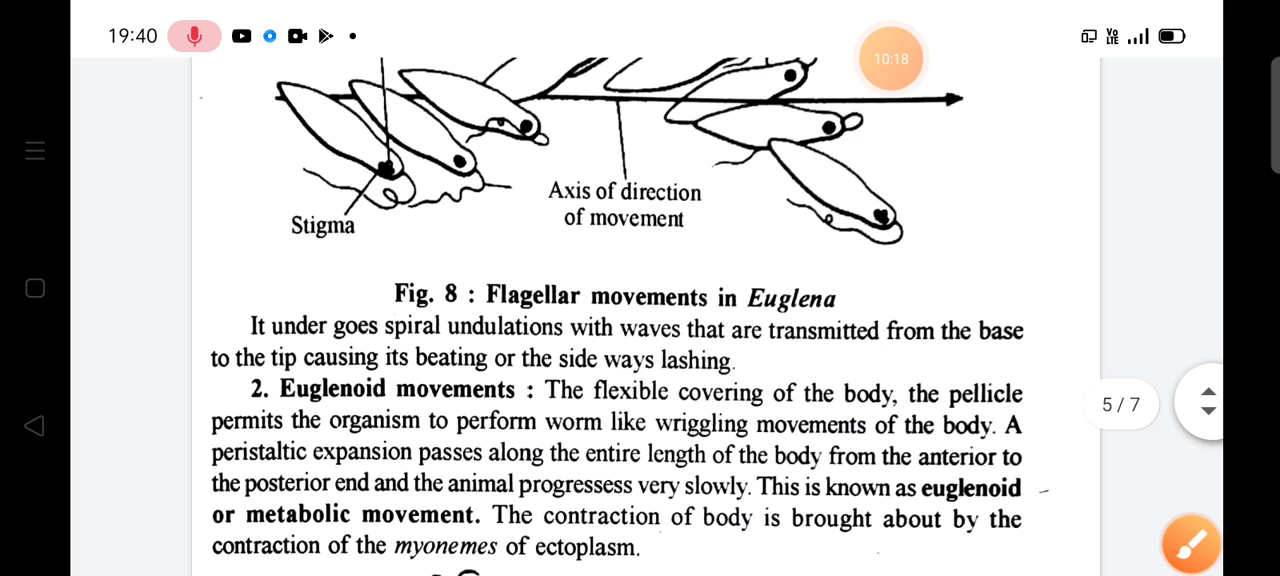 19:40
10:18
Vo
LTE
Axis of direction
of movement
Stigma
Fig. 8 : Flagellar movements in Euglena
It under goes spiral undulations with waves that are transmitted from the base
to the tip causing its beating or the side ways lashing.
2. Euglenoid movements : The flexible covering of the body, the pellicle
permits the organism to perform worm like wriggling movements of the body. A
peristaltic expansion passes along the entire length of the body from the anterior to
the posterior end and the animal progressess very slowly. This is known as euglenoid
or metabolic movement. The contraction of body is brought about by the
contraction of the myonemes of ectoplasm.
5 / 7